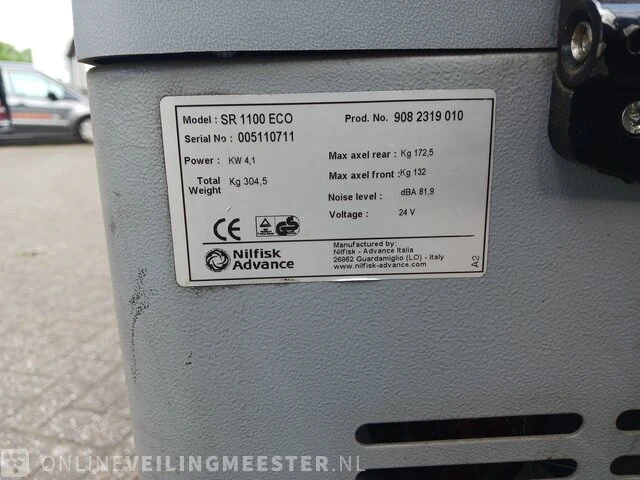 Model : SR 1100 ECO Prod. No. 908 2319 010
Serial No : 005110711
Power : KW 4,1 Max axel rear : Kg 172,5
Total Weight Kg 304,5 Max axel front : Kg 132
Noise level : dBA 81,9
Voltage : 24 V
CE
Nilfisk Advance
Manufactured by:
Nilfisk - Advance Italia
26862 Guardamiglio (LO) - Italy
www.nilfisk-advance.com
A2
ONLINEVEILINGMEESTER.NL